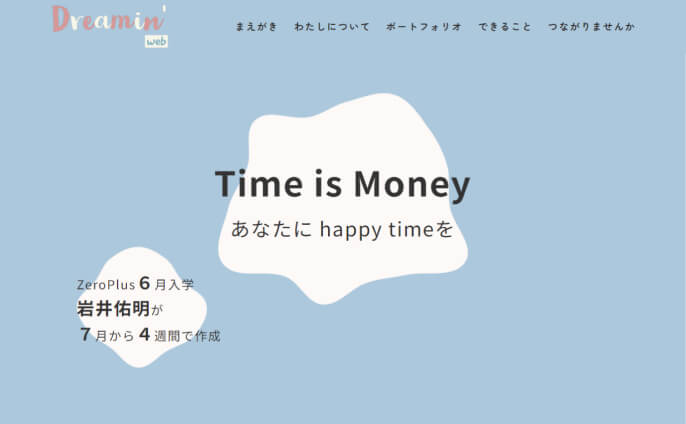 Dreamin'
web
まえがき わたしについて ポートフォリオ できること つながりませんか
Time is Money
あなたに happy timeを
ZeroPlus 6月入学
岩井佑明が
7月から4週間で作成